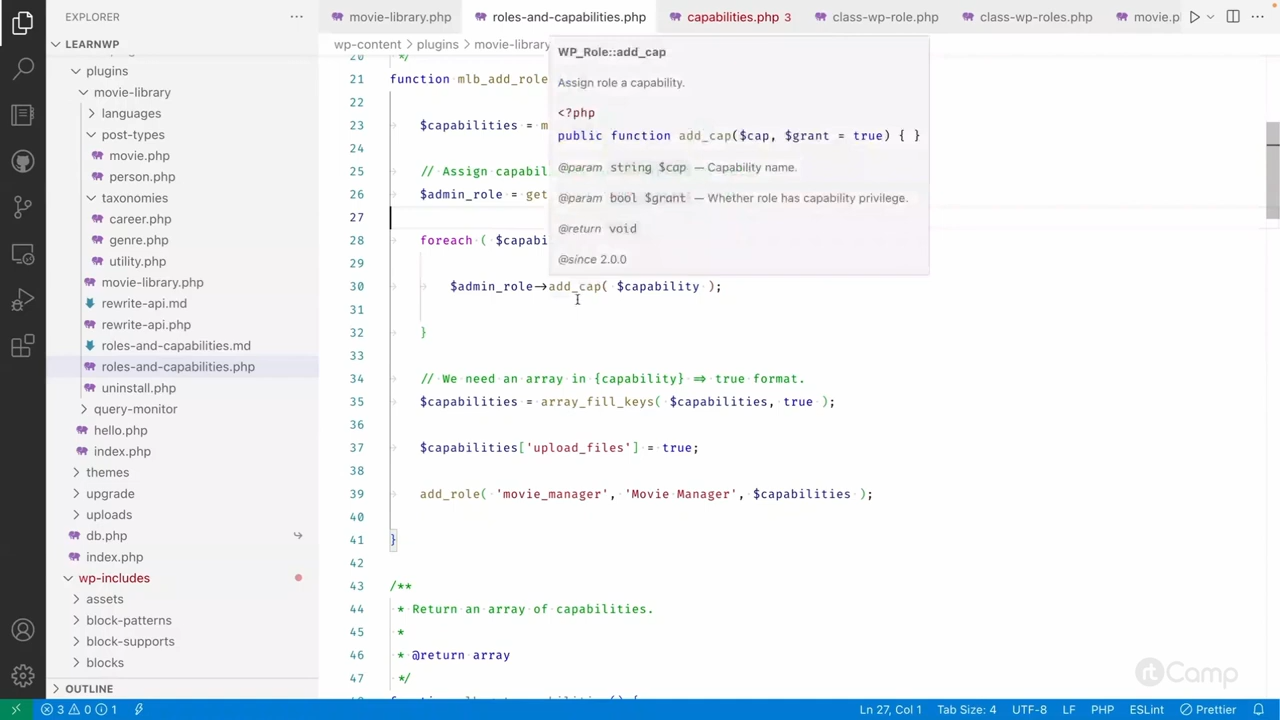 EXPLORER
LEARNWP
plugins
movie-library
languages
post-types
movie.php
person.php
taxonomies
career.php
genre.php
utility.php
movie-library.php
rewrite-api.md
rewrite-api.php
roles-and-capabilities.md
roles-and-capabilities.php
uninstall.php
query-monitor
hello.php
index.php
themes
upgrade
uploads
db.php
index.php
wp-includes
assets
block-patterns
block-supports
blocks
OUTLINE
movie-library.php
roles-and-capabilities.php
capabilities.php 3
class-wp-role.php
class-wp-roles.php
movie.p
wp-content > plugins > movie-library
20 */
21 function mlb_add_role
22
23 $capabilities = m
24
25 // Assign capabil
26 $admin_role = get
27
28 foreach ( $capabi
29
30 $admin_role->add_cap( $capability );
31
32 }
33
34 // We need an array in {capability} => true format.
35 $capabilities = array_fill_keys( $capabilities, true );
36
37 $capabilities['upload_files'] = true;
38
39 add_role( 'movie_manager', 'Movie Manager', $capabilities );
40
41 }
42
43 /**
44 * Return an array of capabilities.
45 *
46 * @return array
47 */
WP_Role::add_cap
Assign role a capability.
<?php
public function add_cap($cap, $grant = true) { }
@param string $cap — Capability name.
@param bool $grant — Whether role has capability privilege.
@return void
@since 2.0.0
rtCamp
3 0 1
Ln 27, Col 1
Tab Size: 4
UTF-8
LF
PHP
ESLint
Prettier